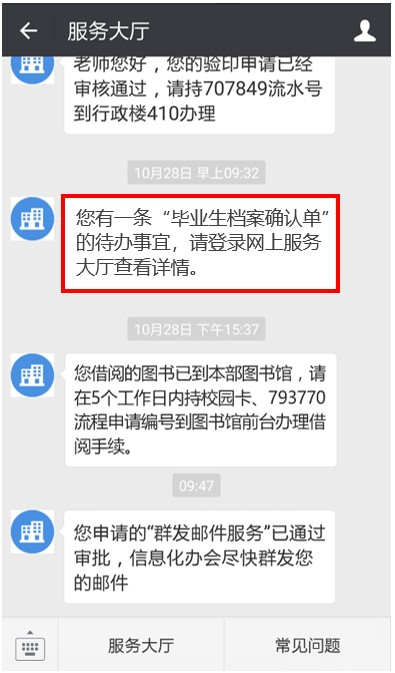 服务大厅
老师您好，您的验印申请已经
审核通过，请持707849流水号
到行政楼410办理
10月28日 早上09:32
您有一条“毕业生档案确认单”
的待办事宜，请登录网上服务
大厅查看详情。
10月28日 下午15:37
您借阅的图书已到本部图书馆，请
在5个工作日内持校园卡、793770
流程申请编号到图书馆前台办理借
阅手续。
09:47
您申请的“群发邮件服务”已通过
审批，信息化办会尽快群发您
的邮件
服务大厅
常见问题